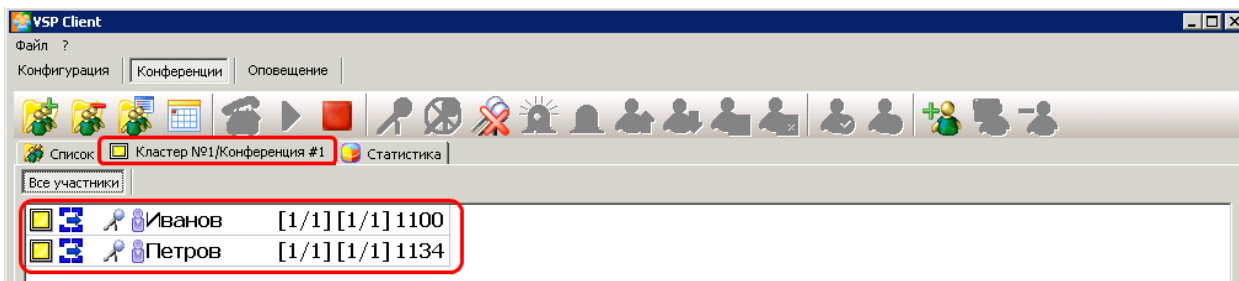 VSP Client
Файл ?
Конфигурация Конференции Оповещение
Список Кластер №1/Конференция #1 Статистика
Все участники
Иванов [1/1] [1/1] 1100
Петров [1/1] [1/1] 1134